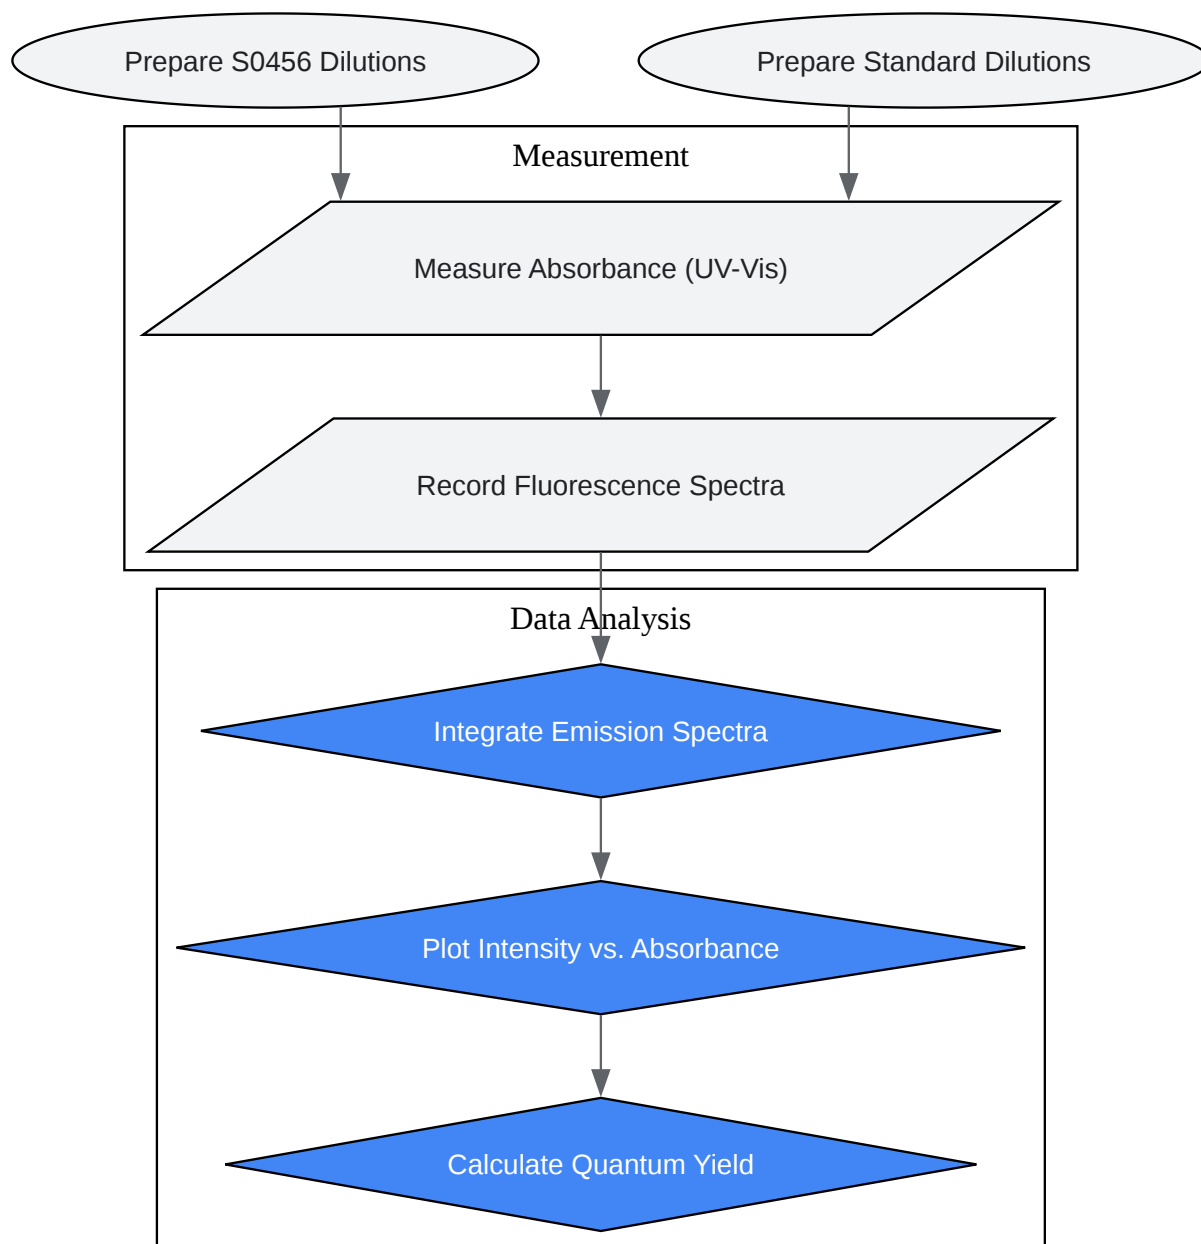 Prepare S0456 Dilutions
Prepare Standard Dilutions
Measurement
Measure Absorbance (UV-Vis)
Record Fluorescence Spectra
Data Analysis
Integrate Emission Spectra
Plot Intensity vs. Absorbance
Calculate Quantum Yield